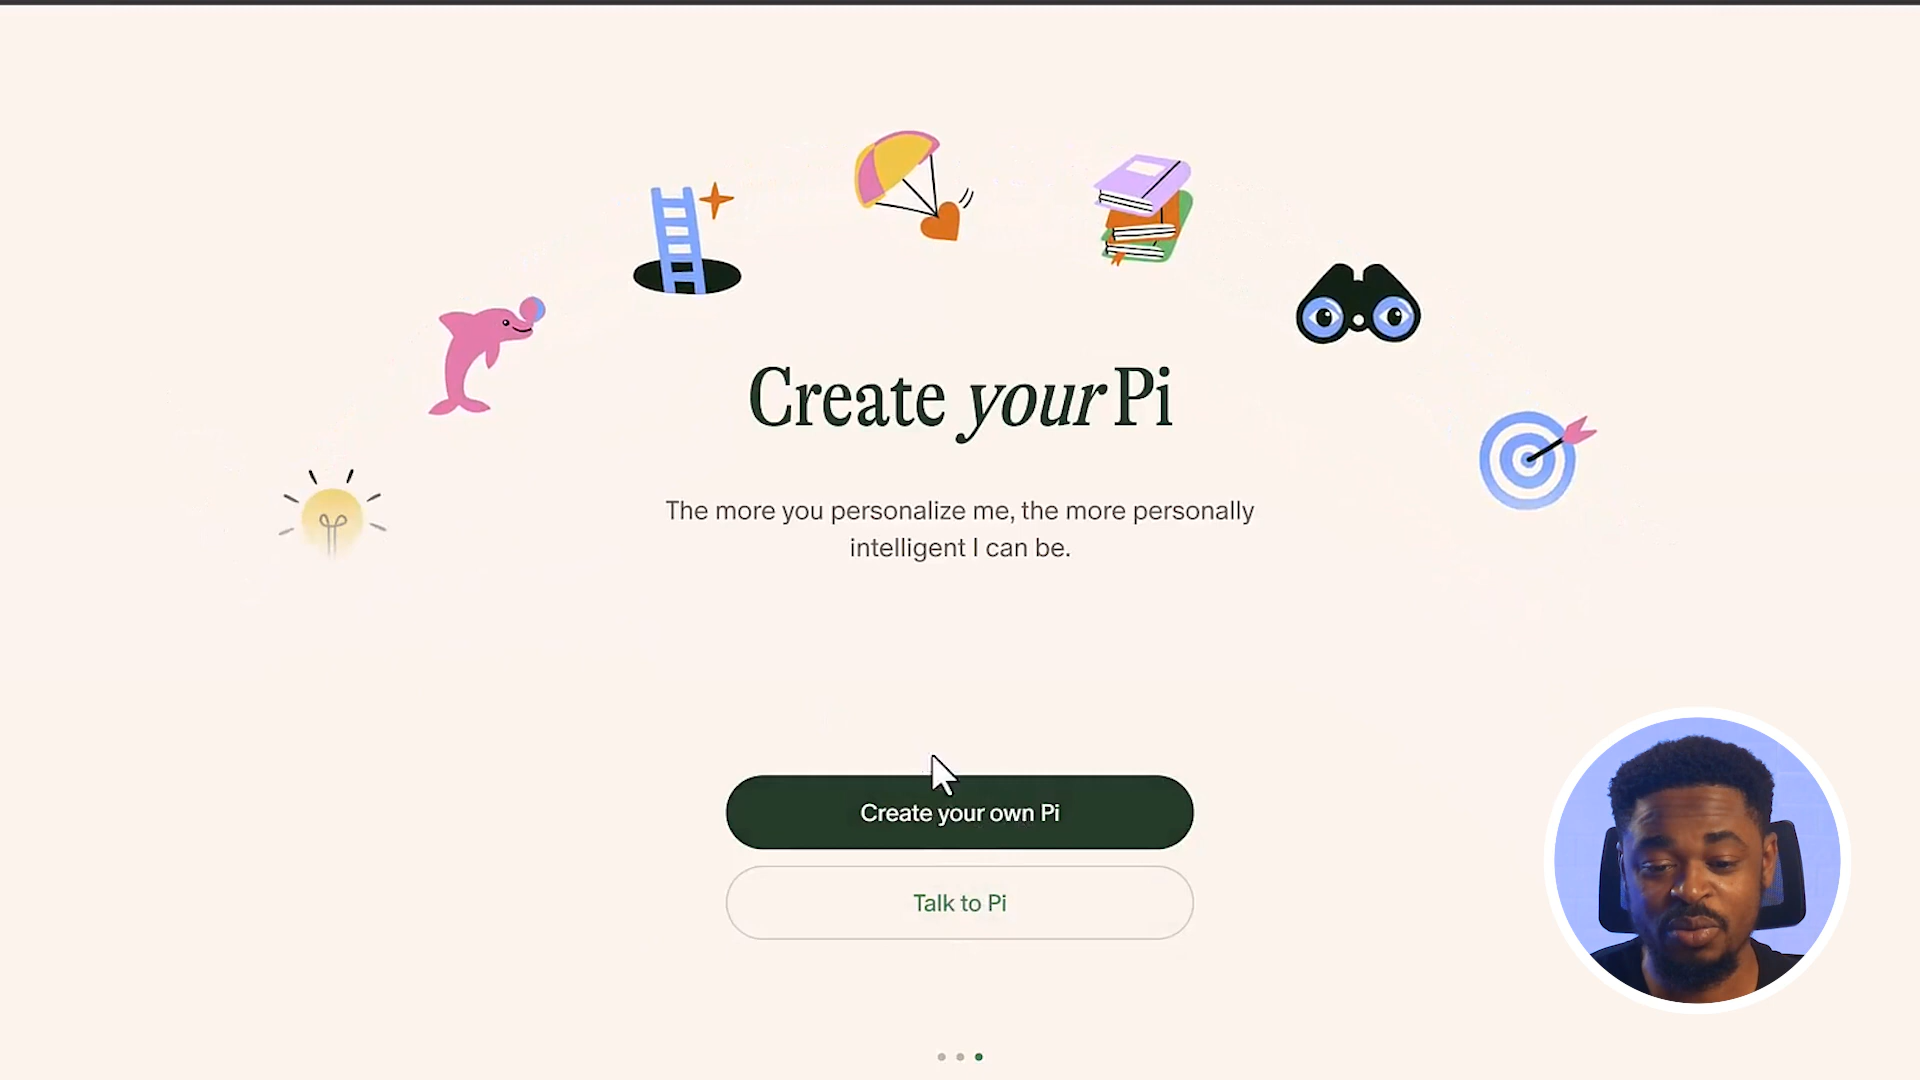 Create your Pi
The more you personalize me, the more personally
intelligent I can be.
Create your own Pi
Talk to Pi